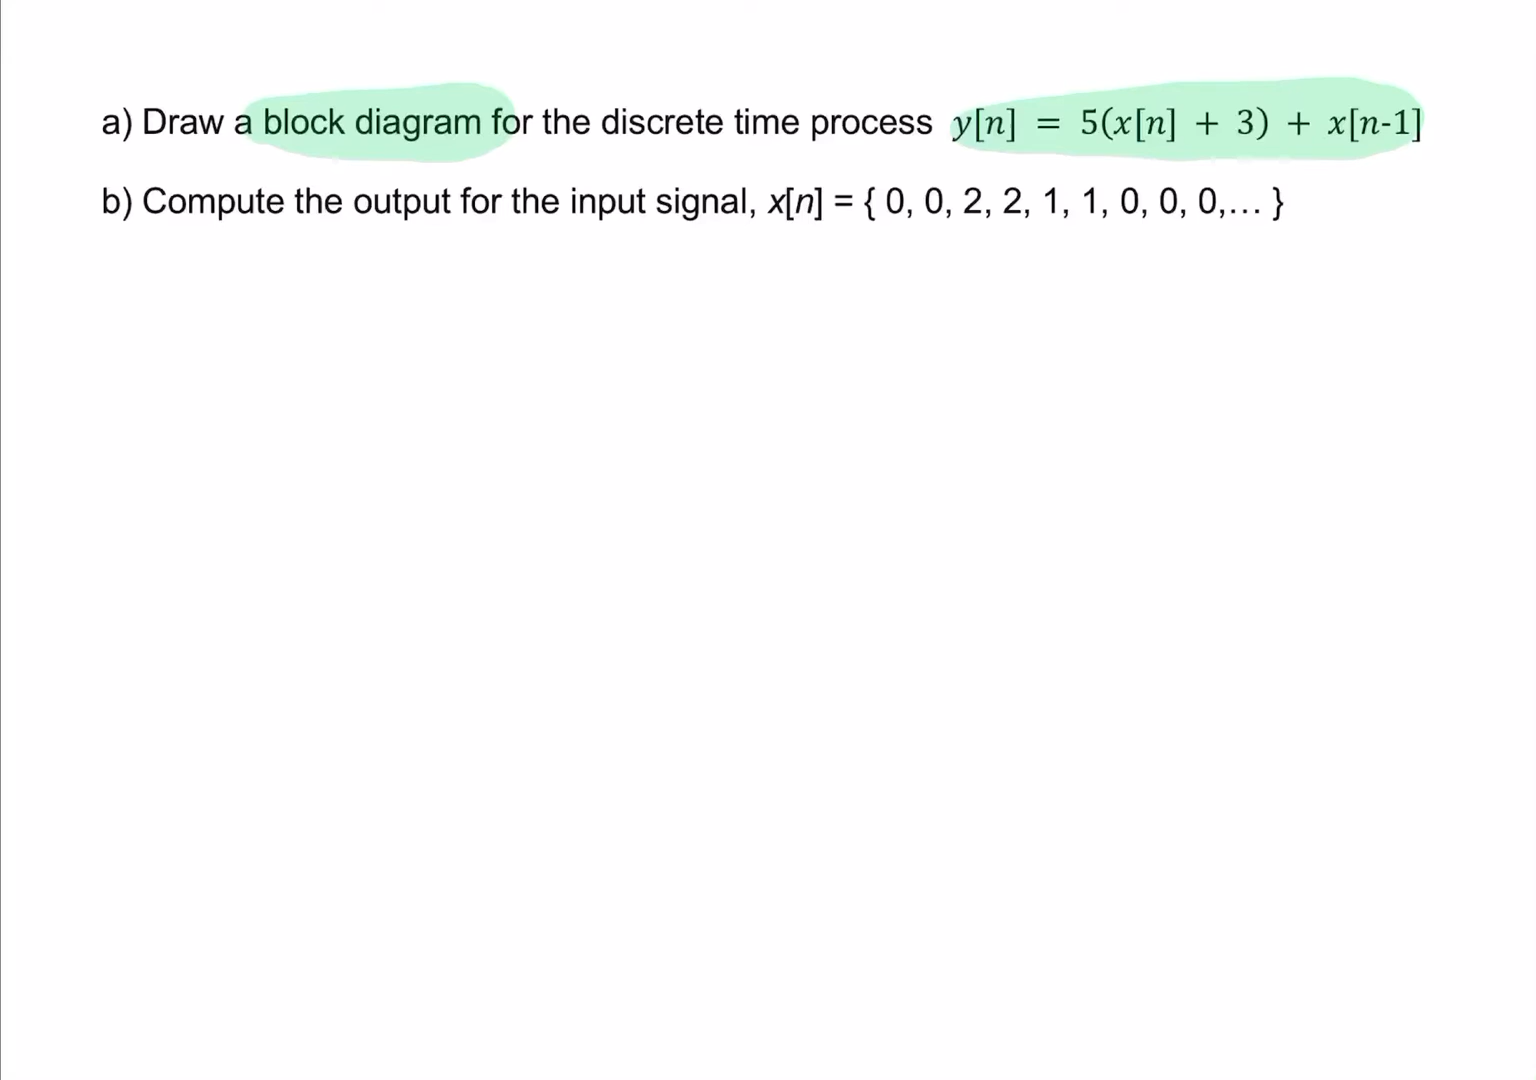 a) Draw a block diagram for the discrete time process y[n] = 5(x[n] + 3) + x[n-1]
b) Compute the output for the input signal, x[n] = { 0, 0, 2, 2, 1, 1, 0, 0, 0,... }